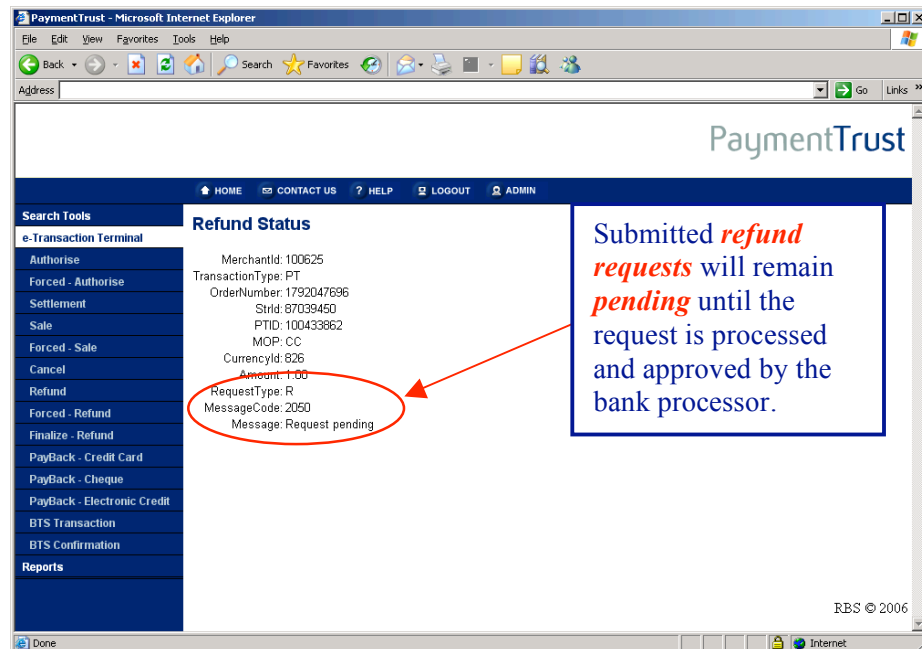 PaymentTrust - Microsoft Internet Explorer
File Edit View Favorites Tools Help
Back Search Favorites
Address Go Links »
PaymentTrust
HOME CONTACT US ? HELP LOGOUT ADMIN
Search Tools
e-Transaction Terminal
Authorise
Forced - Authorise
Settlement
Sale
Forced - Sale
Cancel
Refund
Forced - Refund
Finalize - Refund
PayBack - Credit Card
PayBack - Cheque
PayBack - Electronic Credit
BTS Transaction
BTS Confirmation
Reports
Refund Status
MerchantId: 100625
TransactionType: PT
OrderNumber: 1792047696
StrId: 87039450
PTID: 100433862
MOP: CC
CurrencyId: 826
Amount: 1.00
RequestType: R
MessageCode: 2050
Message: Request pending
Submitted refund
requests will remain
pending until the
request is processed
and approved by the
bank processor.
RBS © 2006
Done Internet